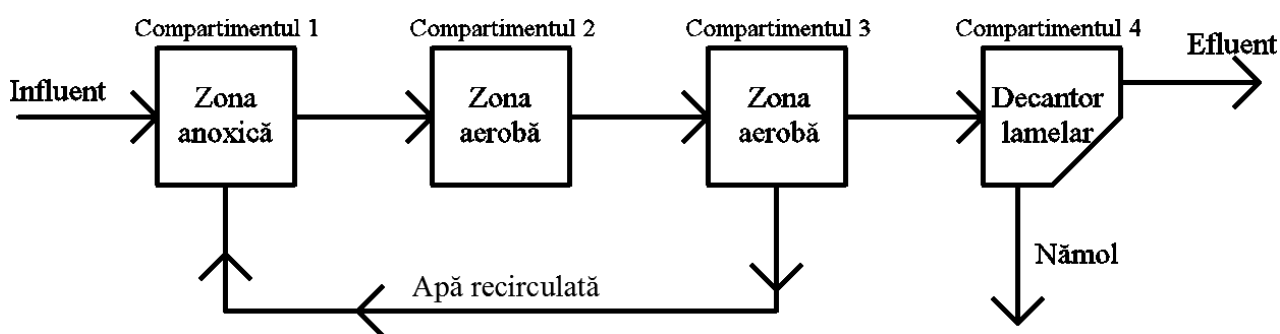 Compartimentul 1
Compartimentul 2
Compartimentul 3
Compartimentul 4
Influent
Zona
anoxică
Zona
aerobă
Zona
aerobă
Decantor
lamelar
Efluent
Apă recirculată
Nămol